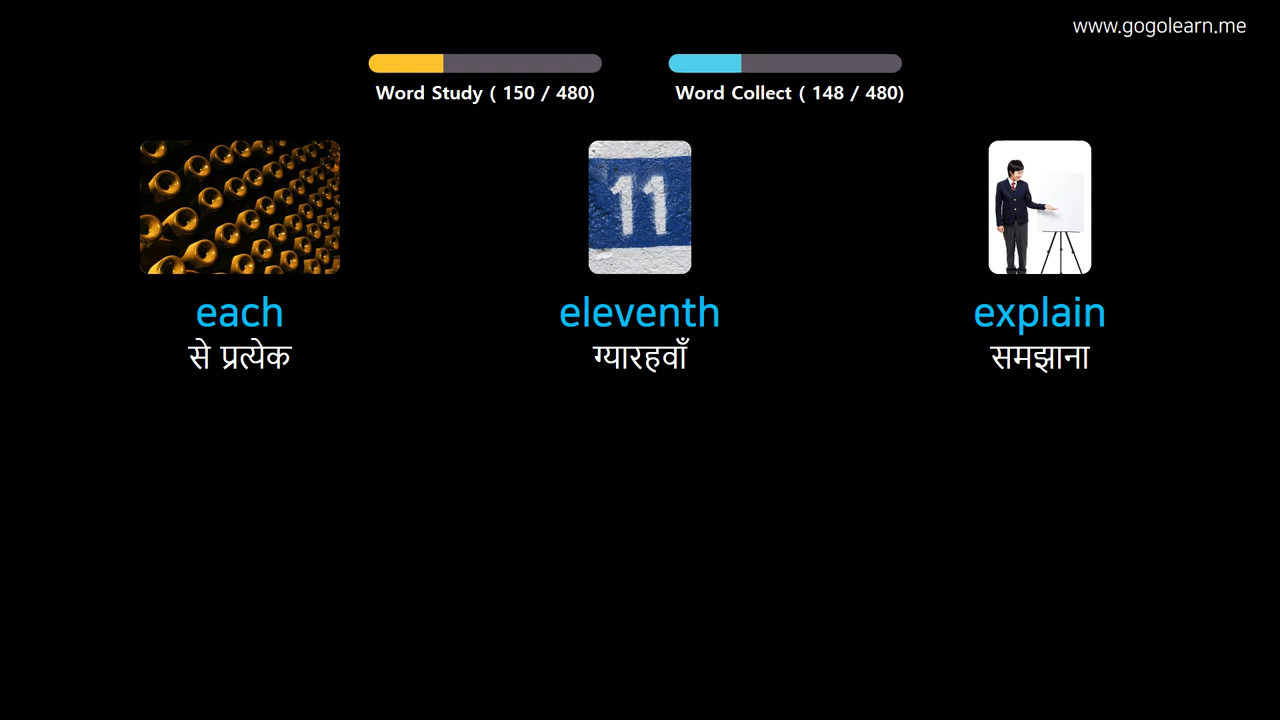 www.gogolearn.me
Word Study ( 150 / 480)
Word Collect ( 148 / 480)
11
each
eleventh
explain
से प्रत्येक
ग्यारहवाँ
समझाना